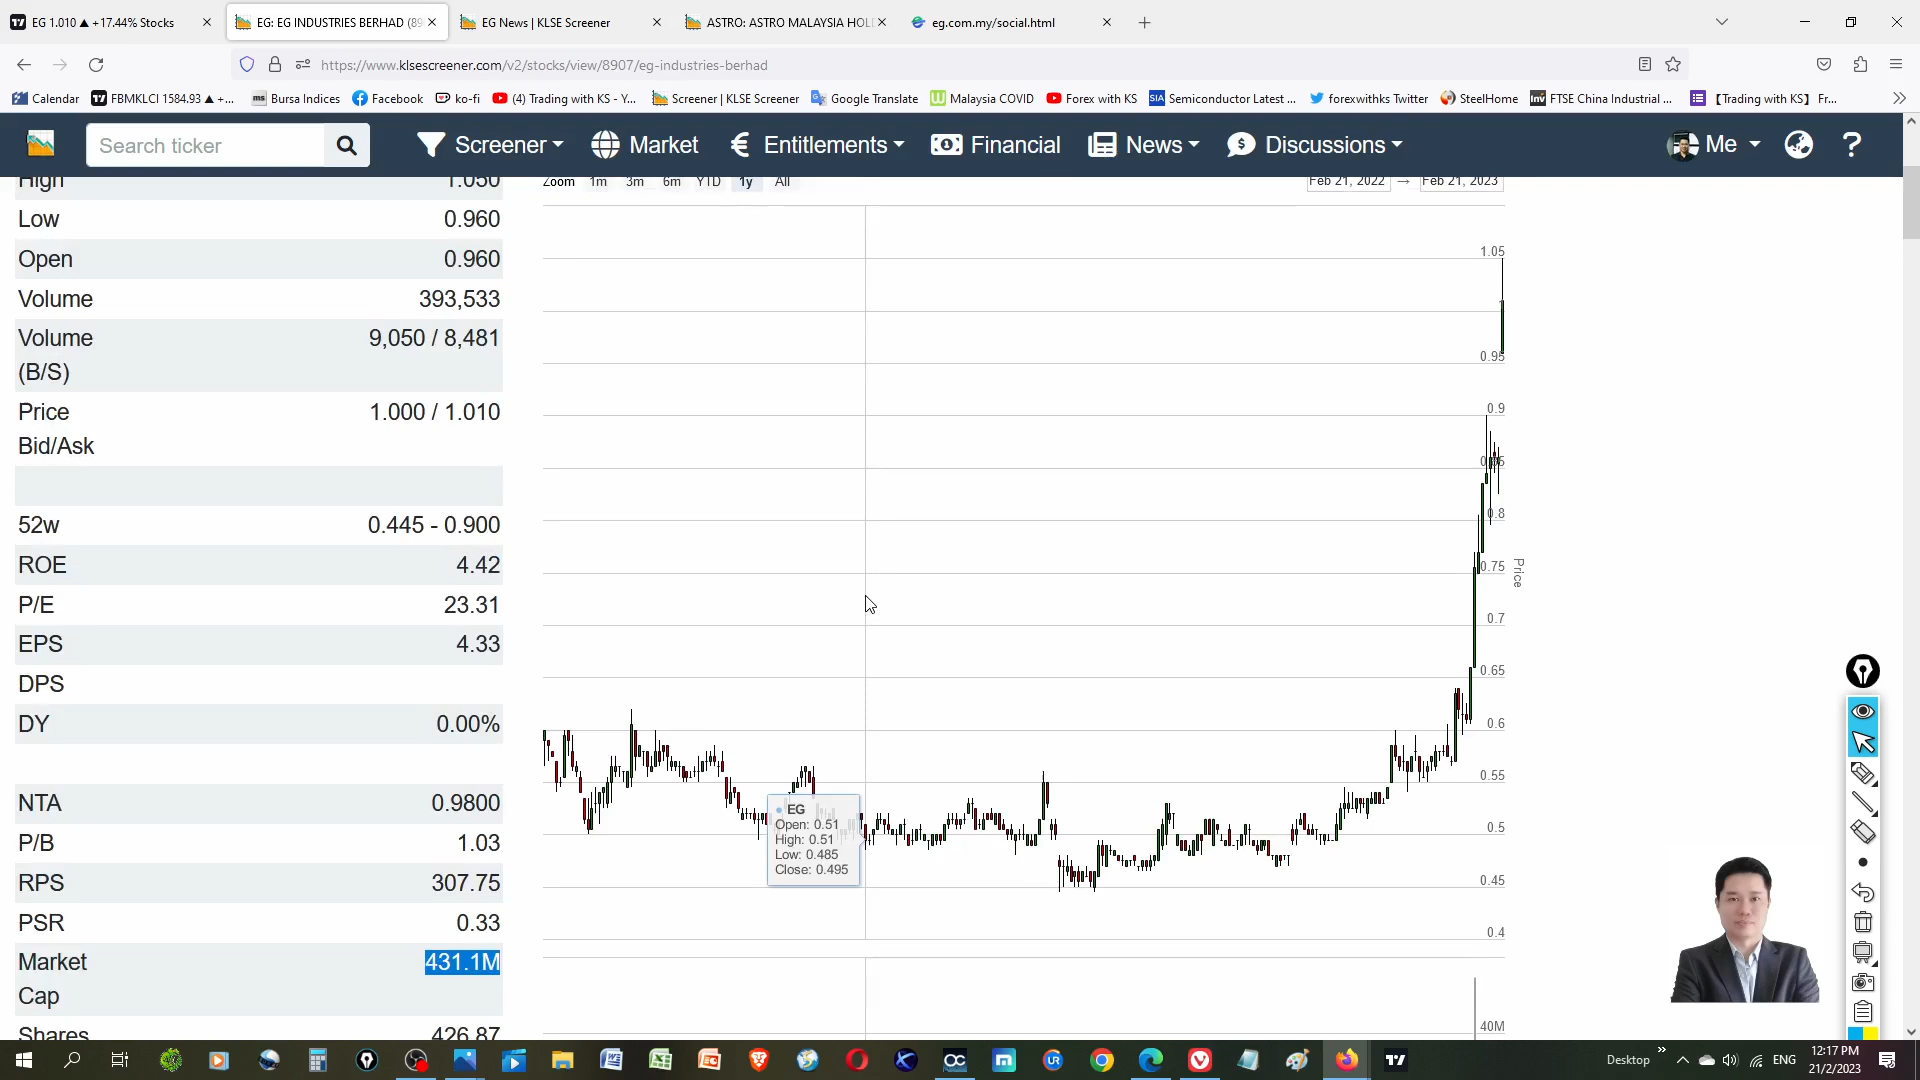 EG 1.010 ▲ +17.44% Stocks
EG: EG INDUSTRIES BERHAD (89
EG News | KLSE Screener
ASTRO: ASTRO MALAYSIA HOL
eg.com.my/social.html
https://www.klsescreener.com/v2/stocks/view/8907/eg-industries-berhad
Calendar
FBMKLCI 1584.93 ▲ +...
ms Bursa Indices
Facebook
ko-fi
(4) Trading with KS - Y...
Screener | KLSE Screener
Google Translate
Malaysia COVID
Forex with KS
SIA Semiconductor Latest ...
forexwithks Twitter
SteelHome
Inv FTSE China Industrial ...
【Trading with KS】 Fr...
Search ticker
Screener
Market
Entitlements
Financial
News
Discussions
Me
?
High 1.050
Low 0.960
Open 0.960
Volume 393,533
Volume (B/S) 9,050 / 8,481
Price Bid/Ask 1.000 / 1.010
52w 0.445 - 0.900
ROE 4.42
P/E 23.31
EPS 4.33
DPS
DY 0.00%
NTA 0.9800
P/B 1.03
RPS 307.75
PSR 0.33
Market Cap 431.1M
Shares 426.87
Zoom 1m 3m 6m YTD 1y All
Feb 21, 2022 → Feb 21, 2023
1.05
0.95
0.9
0.8
0.75
0.7
0.65
0.6
0.55
0.5
0.45
0.4
Price
EG
Open: 0.51
High: 0.51
Low: 0.485
Close: 0.495
40M
Desktop
ENG
12:17 PM
21/2/2023